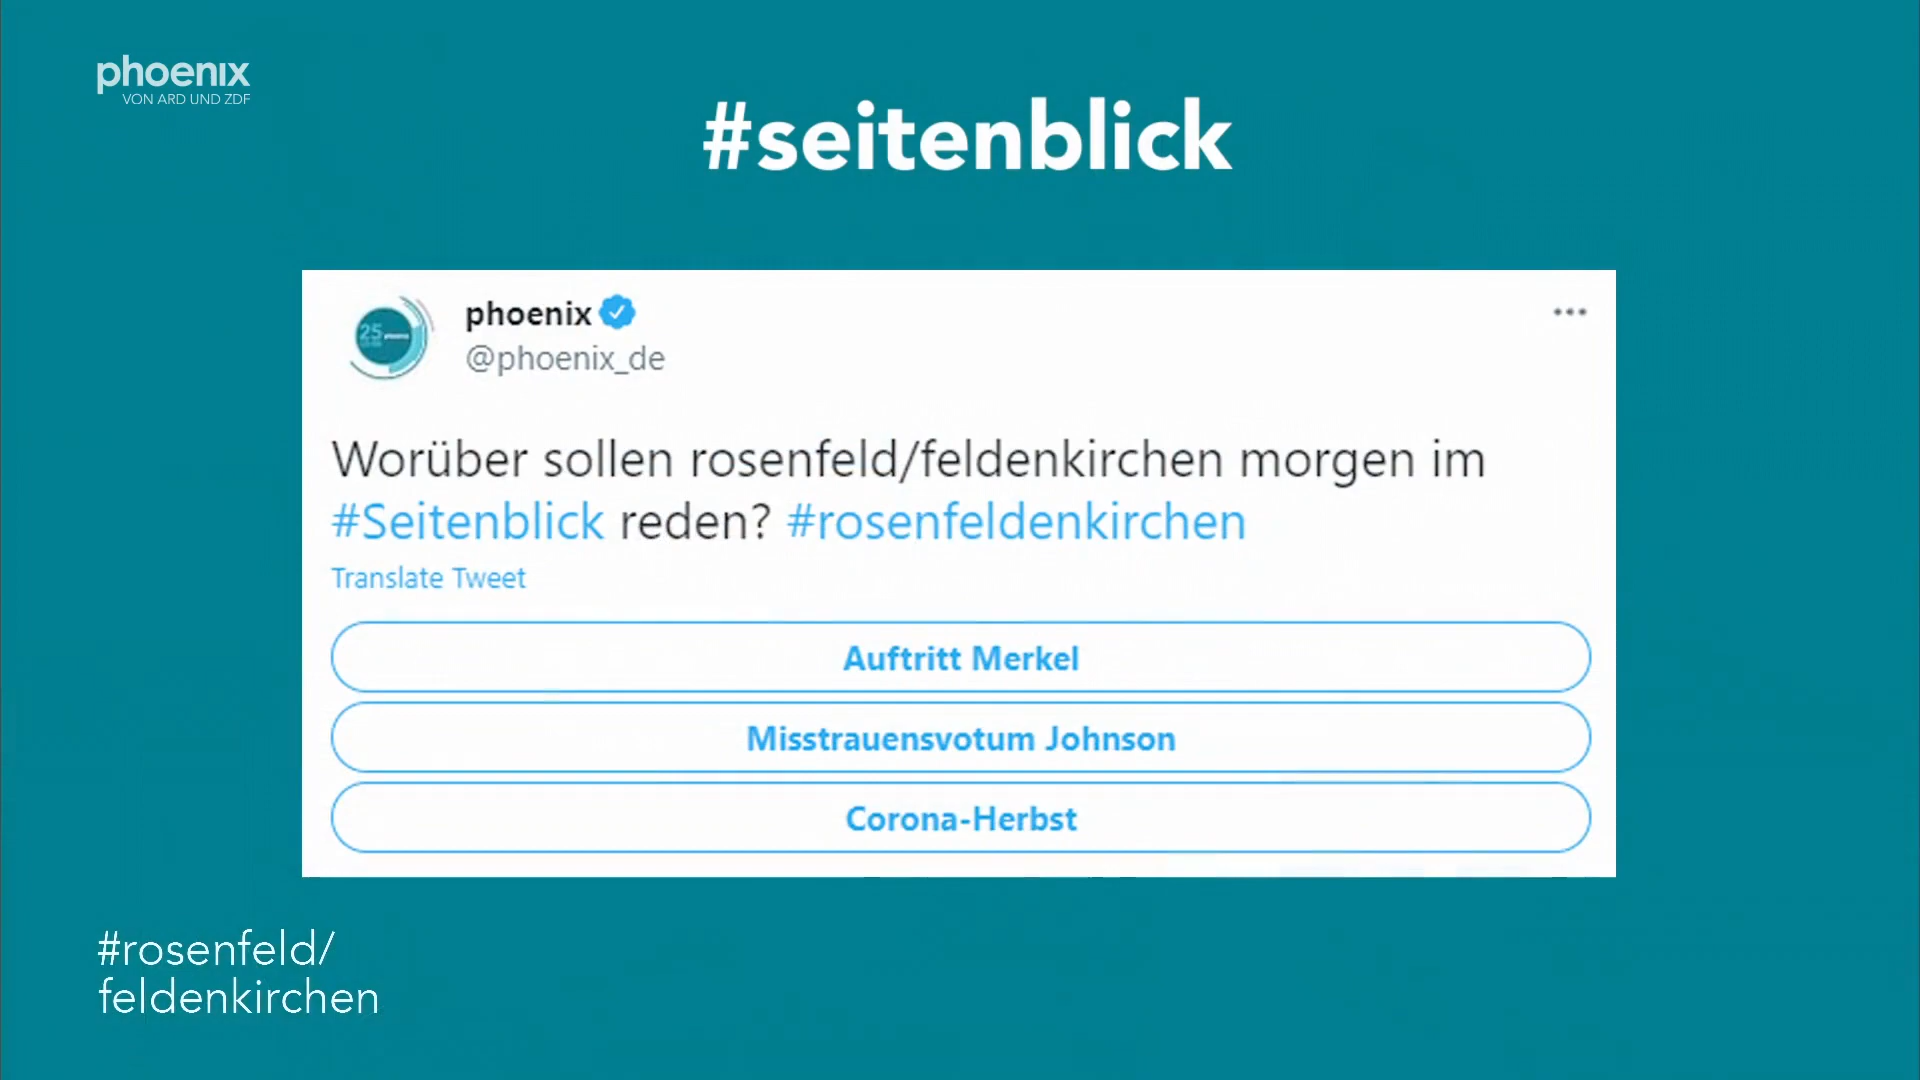 phoenix
VON ARD UND ZDF
#seitenblick
25
phoenix
@phoenix_de
Worüber sollen rosenfeld/feldenkirchen morgen im
#Seitenblick reden? #rosenfeldenkirchen
Translate Tweet
Auftritt Merkel
Misstrauensvotum Johnson
Corona-Herbst
#rosenfeld/
feldenkirchen